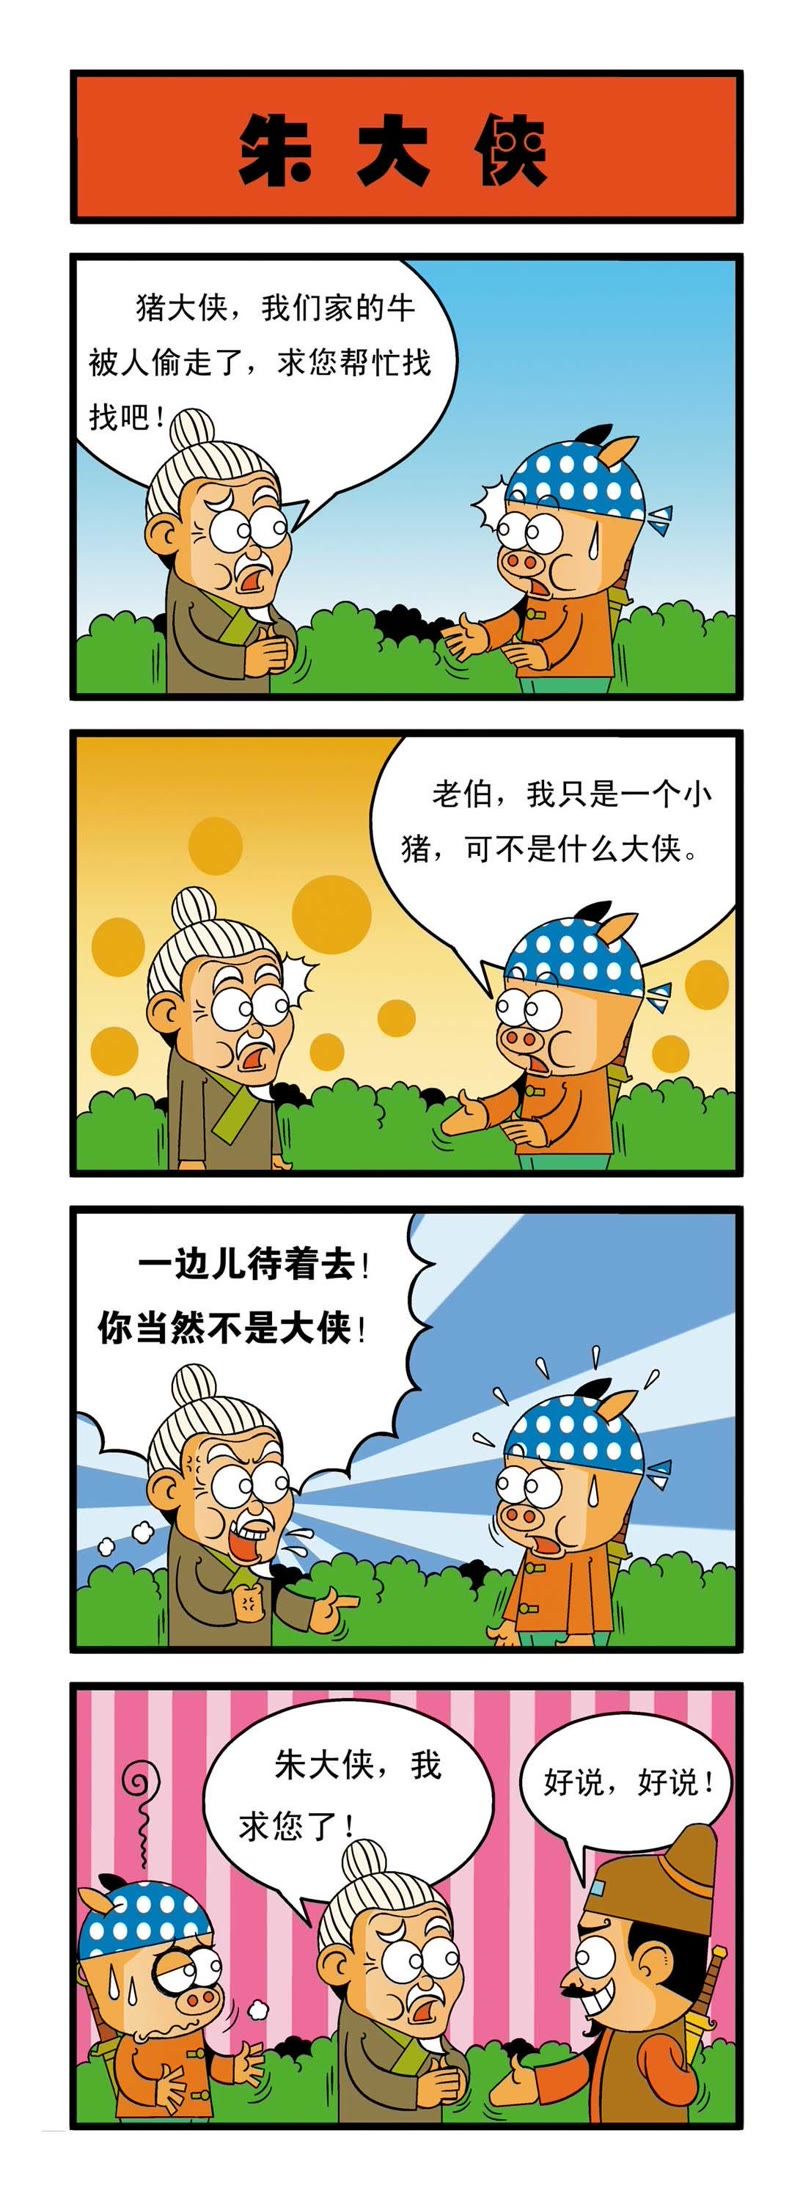 朱大侠
猪大侠，我们家的牛
被人偷走了，求您帮忙找
找吧！
老伯，我只是一个小
猪，可不是什么大侠。
一边儿待着去！
你当然不是大侠！
朱大侠，我
求您了！
好说，好说！